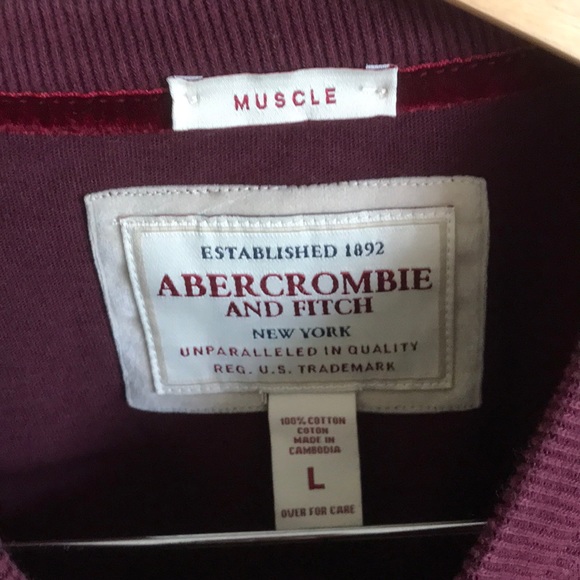 MUSCLE
ESTABLISHED 1892
ABERCROMBIE
AND FITCH
NEW YORK
UNPARALLELED IN QUALITY
REG. U.S. TRADEMARK
100% COTTON
COTON
MADE IN
CAMBODIA
L
OVER FOR CARE